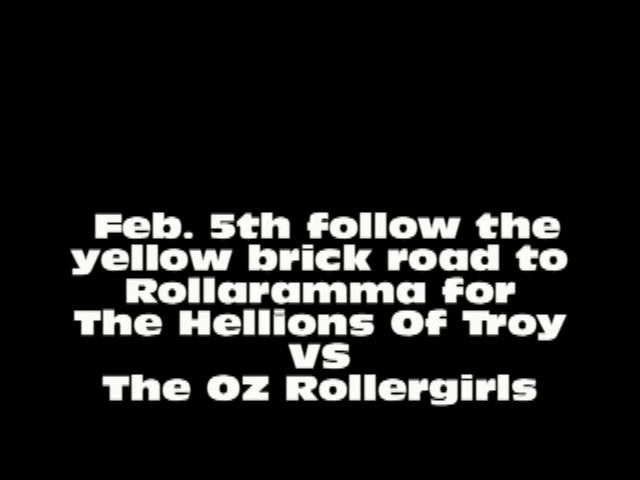 Feb. 5th follow the
yellow brick road to
Rollaramma for
The Hellions Of Troy
VS
The OZ Rollergirls